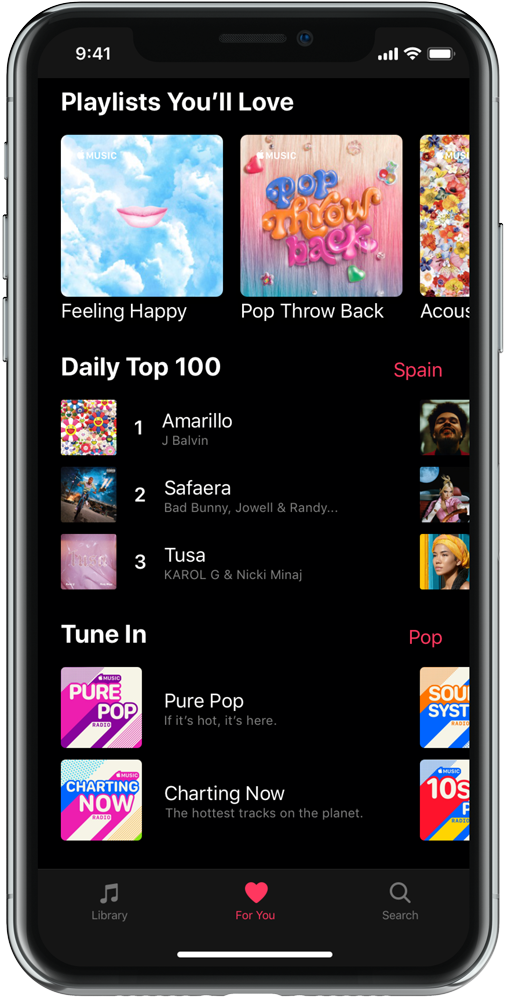 9:41
Playlists You'll Love
MUSIC
MUSIC
Pop
Throw
back
Feeling Happy
Pop Throw Back
Acous
Daily Top 100
Spain
1
Amarillo
J Balvin
2
Safaera
Bad Bunny, Jowell & Randy...
3
Tusa
KAROL G & Nicki Minaj
Tune In
Pop
MUSIC
PURE
POP
RADIO
Pure Pop
If it's hot, it's here.
SOU
SYST
MUSIC
CHARTING
NOW
RADIO
Charting Now
The hottest tracks on the planet.
MUSIC
10S
P
Library
For You
Search